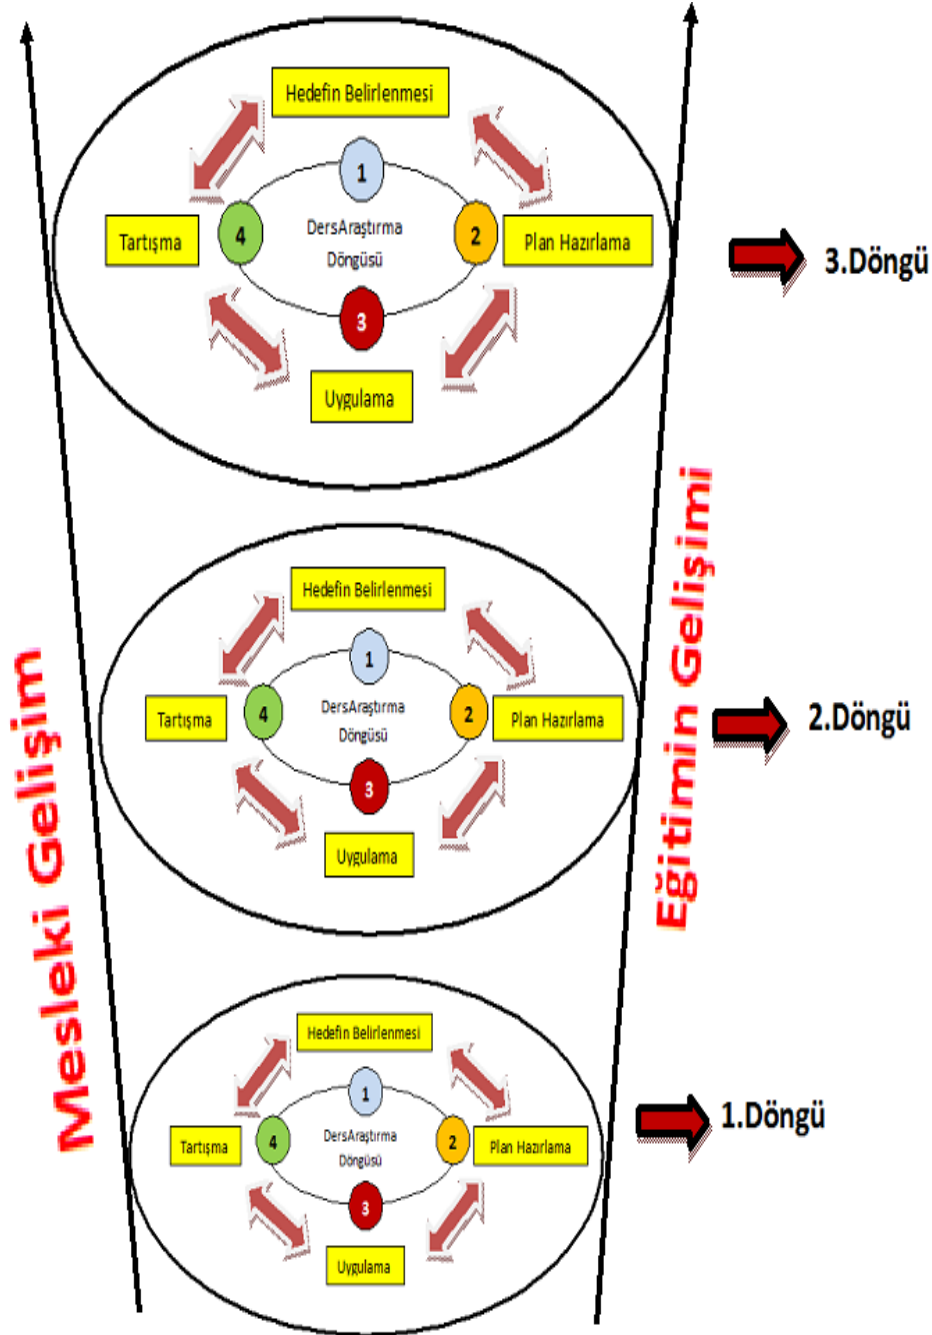 Hedefin Belirlenmesi
1
Tartışma
4
DersAraştırma
Döngüsü
2
Plan Hazırlama
3
Uygulama
3.Döngü
Hedefin Belirlenmesi
1
Tartışma
4
DersAraştırma
Döngüsü
2
Plan Hazırlama
3
Uygulama
2.Döngü
Hedefin Belirlenmesi
1
Tartışma
4
DersAraştırma
Döngüsü
2
Plan Hazırlama
3
Uygulama
1.Döngü
Mesleki Gelişim
Eğitimin Gelişimi